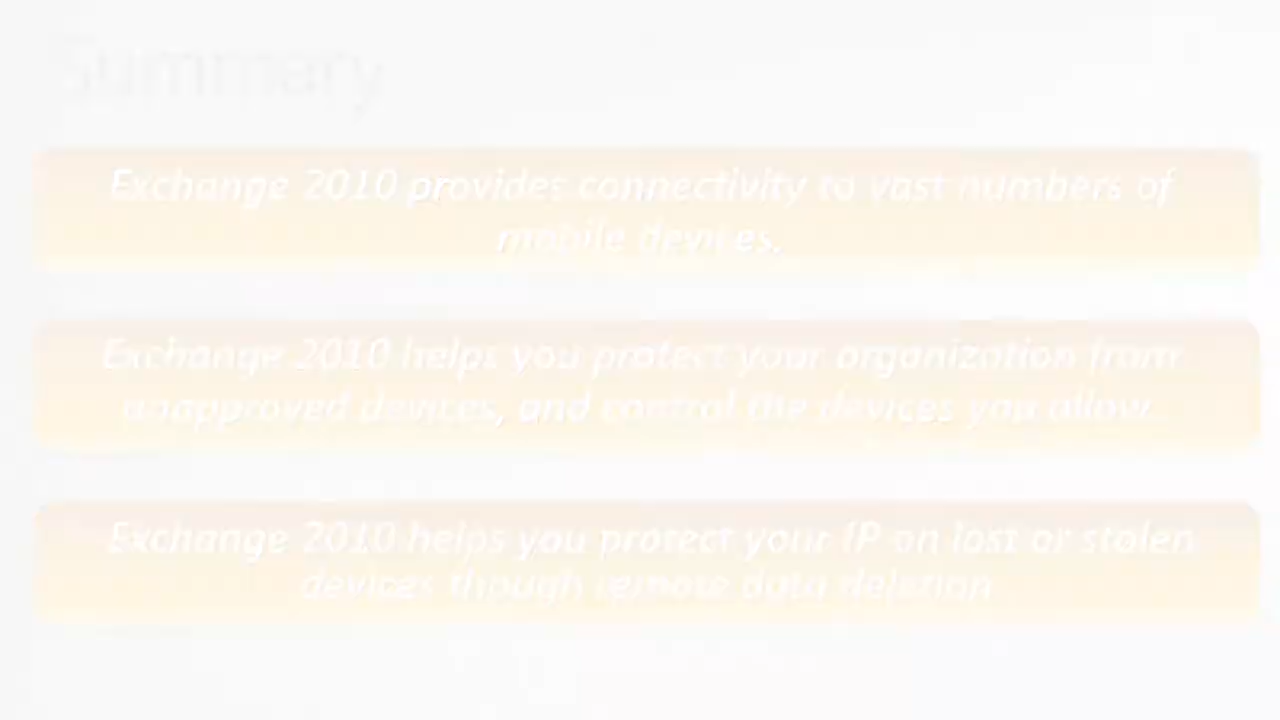 Summary
Exchange 2010 provides connectivity to vast numbers of
mobile devices.
Exchange 2010 helps you protect your organization from
unapproved devices, and control the devices you allow.
Exchange 2010 helps you protect your IP on lost or stolen
devices though remote data deletion